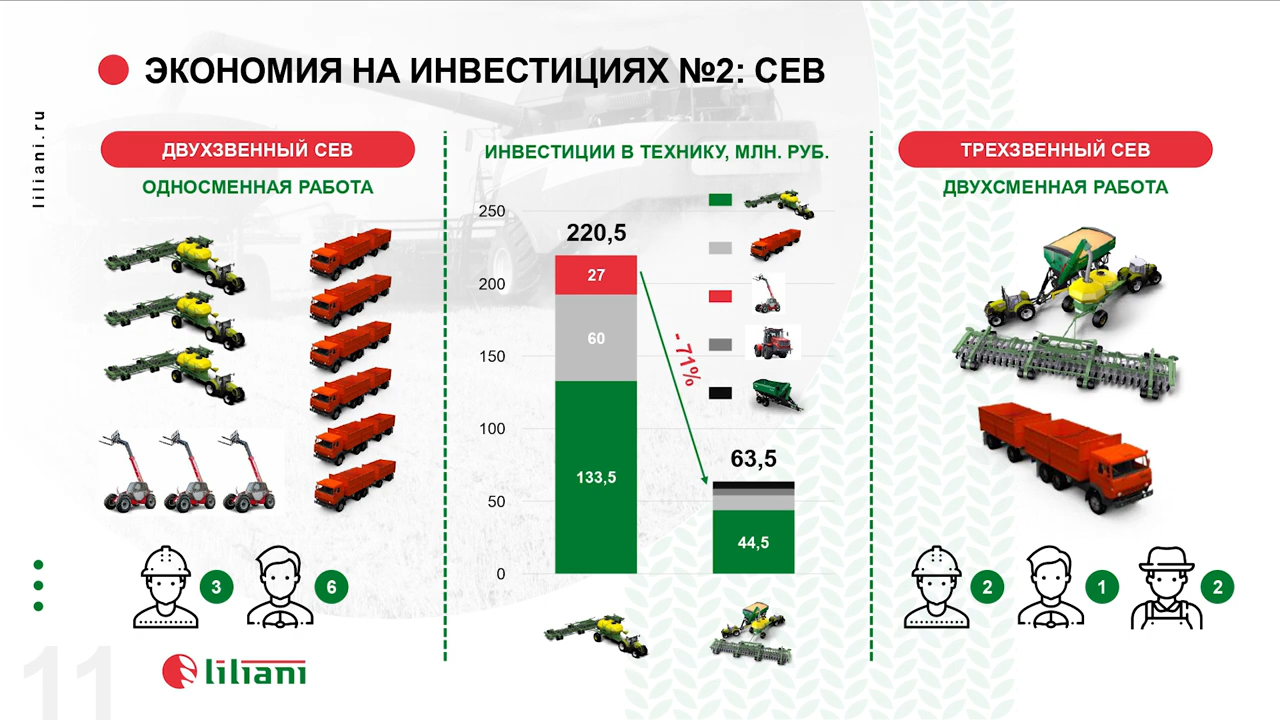 ЭКОНОМИЯ НА ИНВЕСТИЦИЯХ №2: СЕВ
liliani.ru
ДВУХЗВЕННЫЙ СЕВ
ОДНОСМЕННАЯ РАБОТА
3
6
ИНВЕСТИЦИИ В ТЕХНИКУ, МЛН. РУБ.
250
200
150
100
50
0
220,5
27
60
133,5
- 71%
63,5
44,5
ТРЕХЗВЕННЫЙ СЕВ
ДВУХСМЕННАЯ РАБОТА
2
1
2
11
liliani